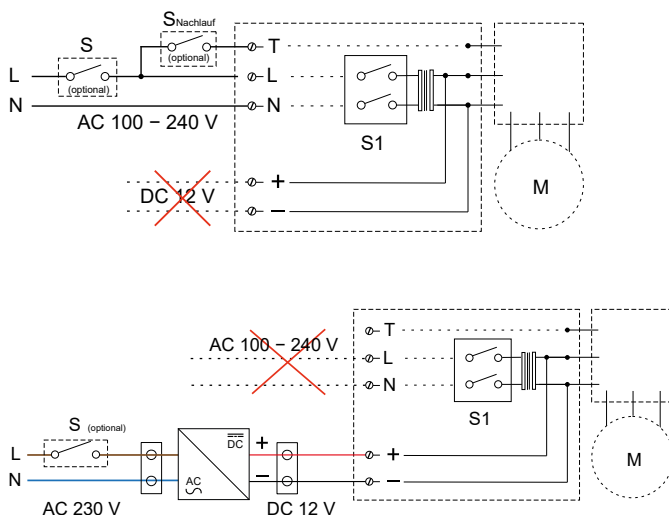 S
(optional)
S Nachlauf
(optional)
T
L
L
N
N
AC 100 – 240 V
S1
M
+
DC 12 V
–
T
AC 100 – 240 V
L
N
S1
M
S (optional)
L
N
AC 230 V
DC
AC
+
–
DC 12 V
+
–